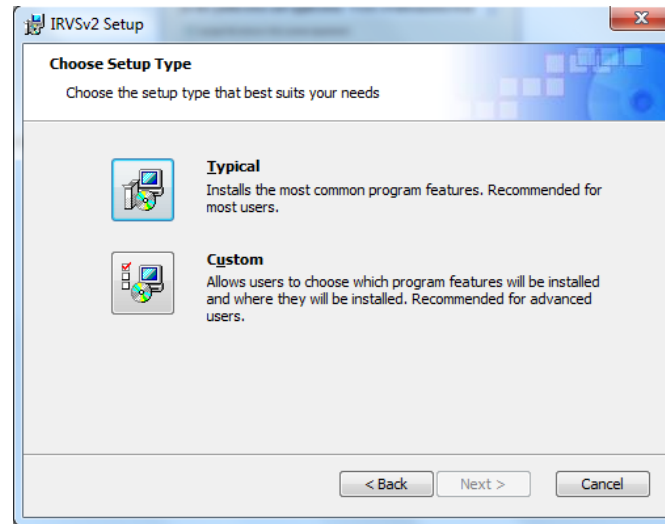 IRVSv2 Setup
Choose Setup Type
Choose the setup type that best suits your needs
Typical
Installs the most common program features. Recommended for
most users.
Custom
Allows users to choose which program features will be installed
and where they will be installed. Recommended for advanced
users.
< Back
Next >
Cancel